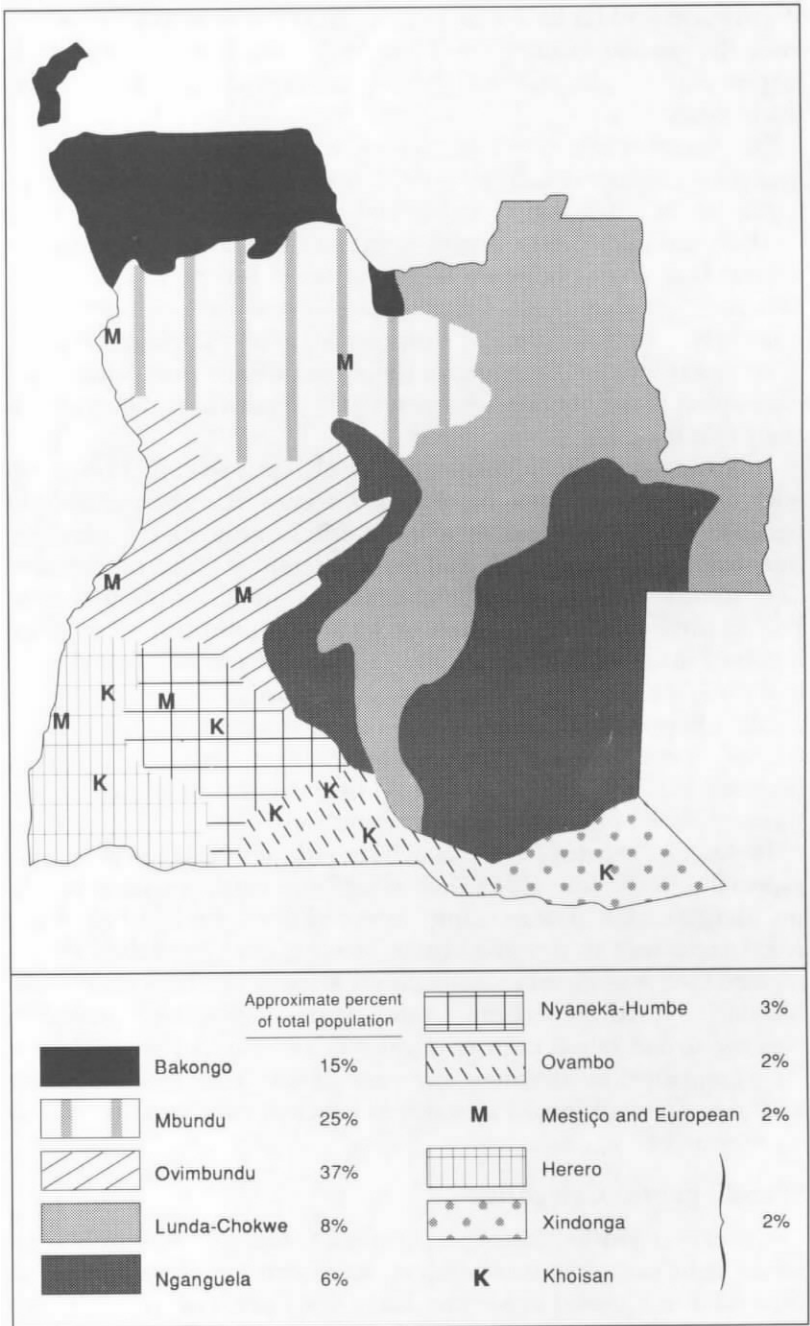 M
M
M
M
K
M
M
K
K
K
K
K
K
Approximate percent
of total population
Bakongo 15%
Mbundu 25%
Ovimbundu 37%
Lunda-Chokwe 8%
Nganguela 6%
Nyaneka-Humbe 3%
Ovambo 2%
M Mestiço and European 2%
Herero
Xindonga 2%
K Khoisan